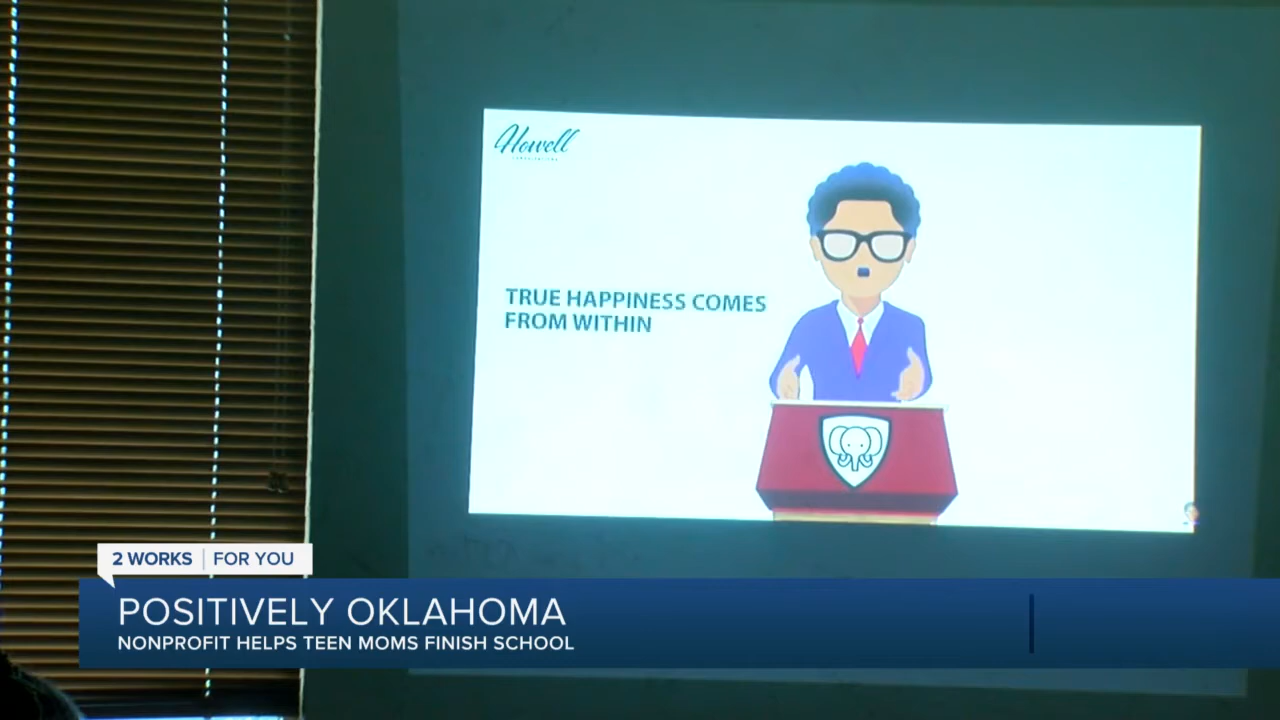 Howell
TRUE HAPPINESS COMES
FROM WITHIN
2 WORKS FOR YOU
POSITIVELY OKLAHOMA
NONPROFIT HELPS TEEN MOMS FINISH SCHOOL